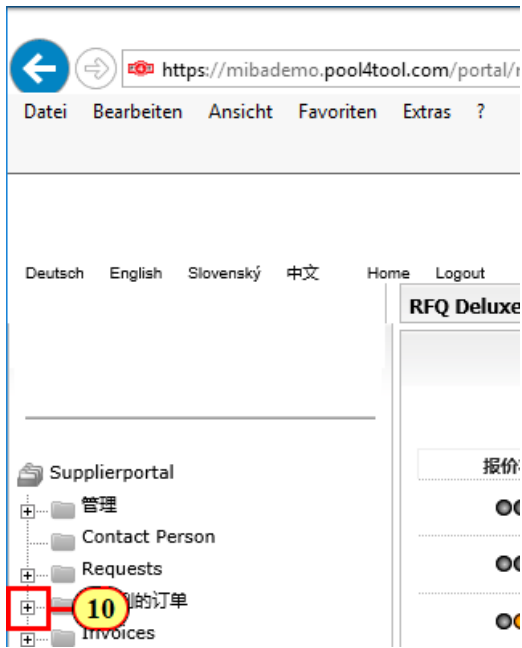 https://mibademo.pool4tool.com/portal/
Datei Bearbeiten Ansicht Favoriten Extras ?
Deutsch English Slovenský 中文 Home Logout
RFQ Deluxe
Supplierportal
报价
管理
Contact Person
Requests
的订单
10
Invoices